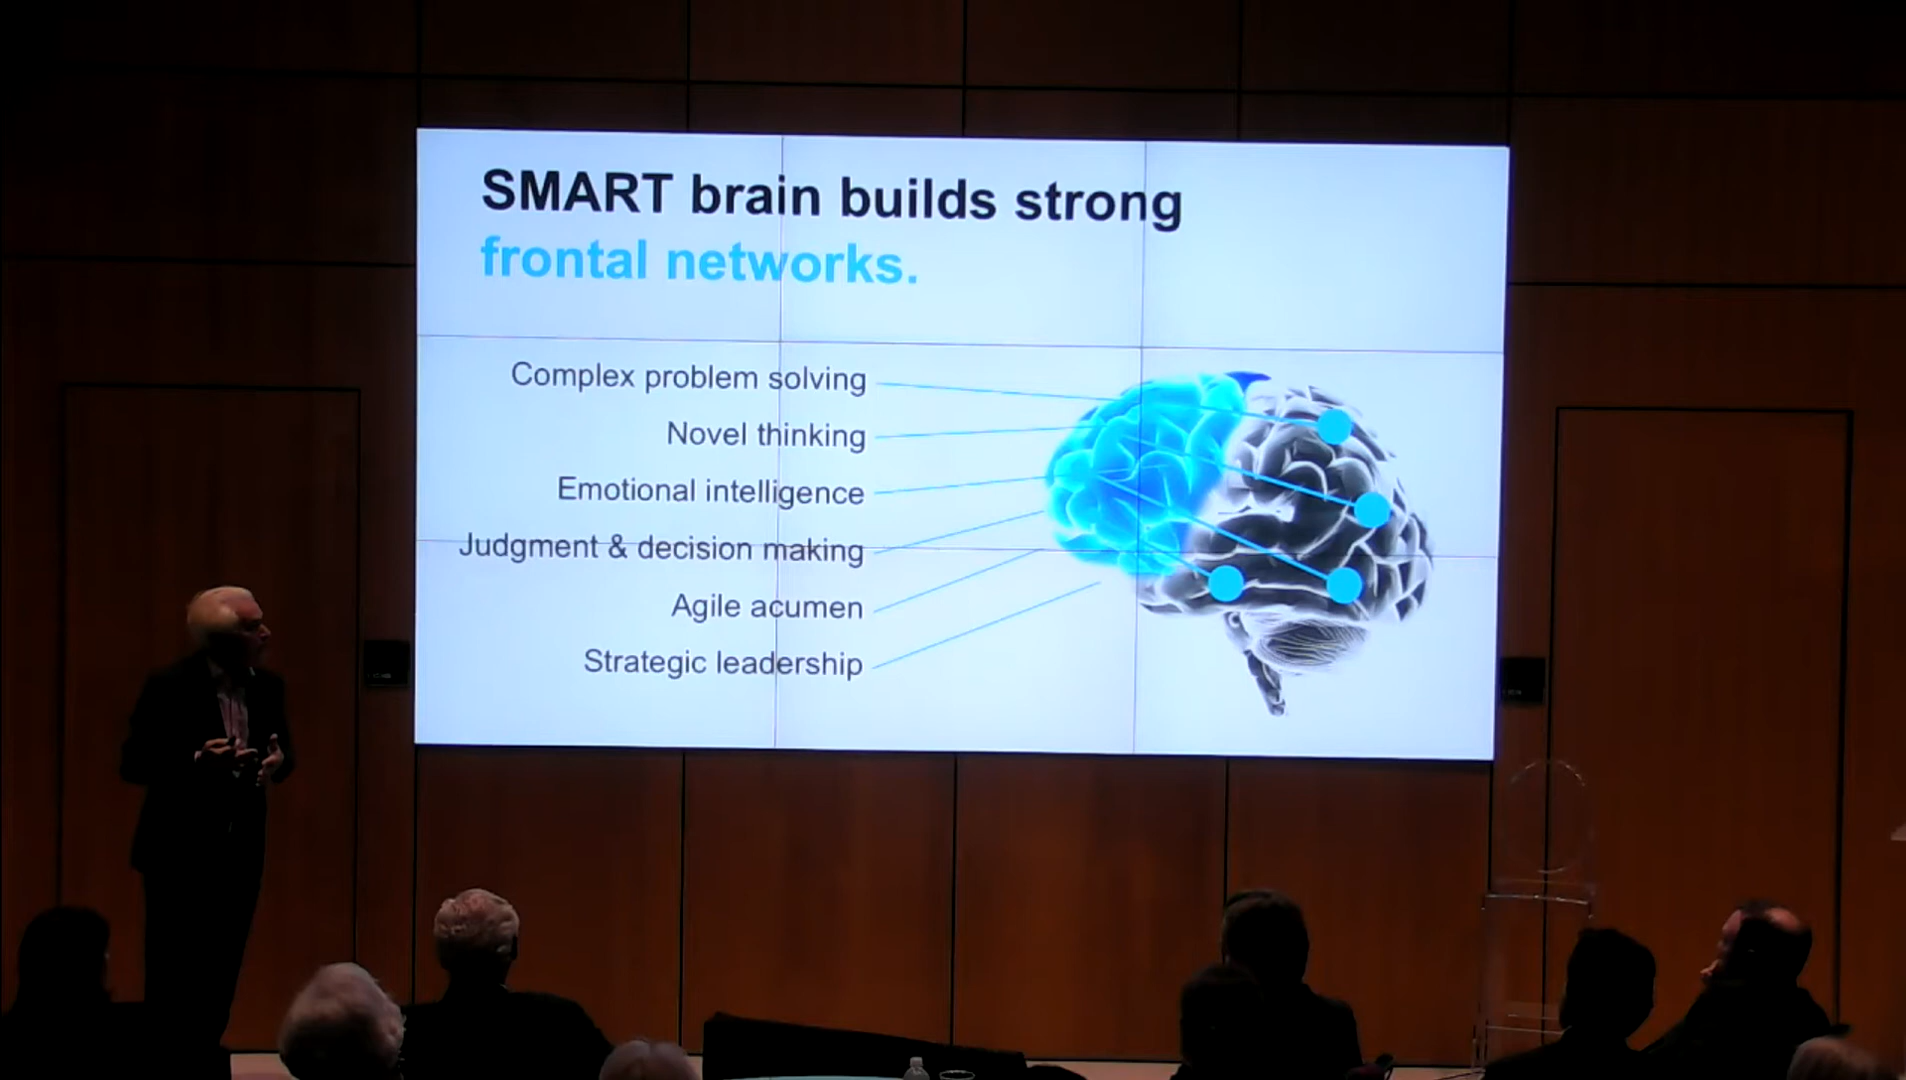 SMART brain builds strong
frontal networks.
Complex problem solving
Novel thinking
Emotional intelligence
Judgment & decision making
Agile acumen
Strategic leadership